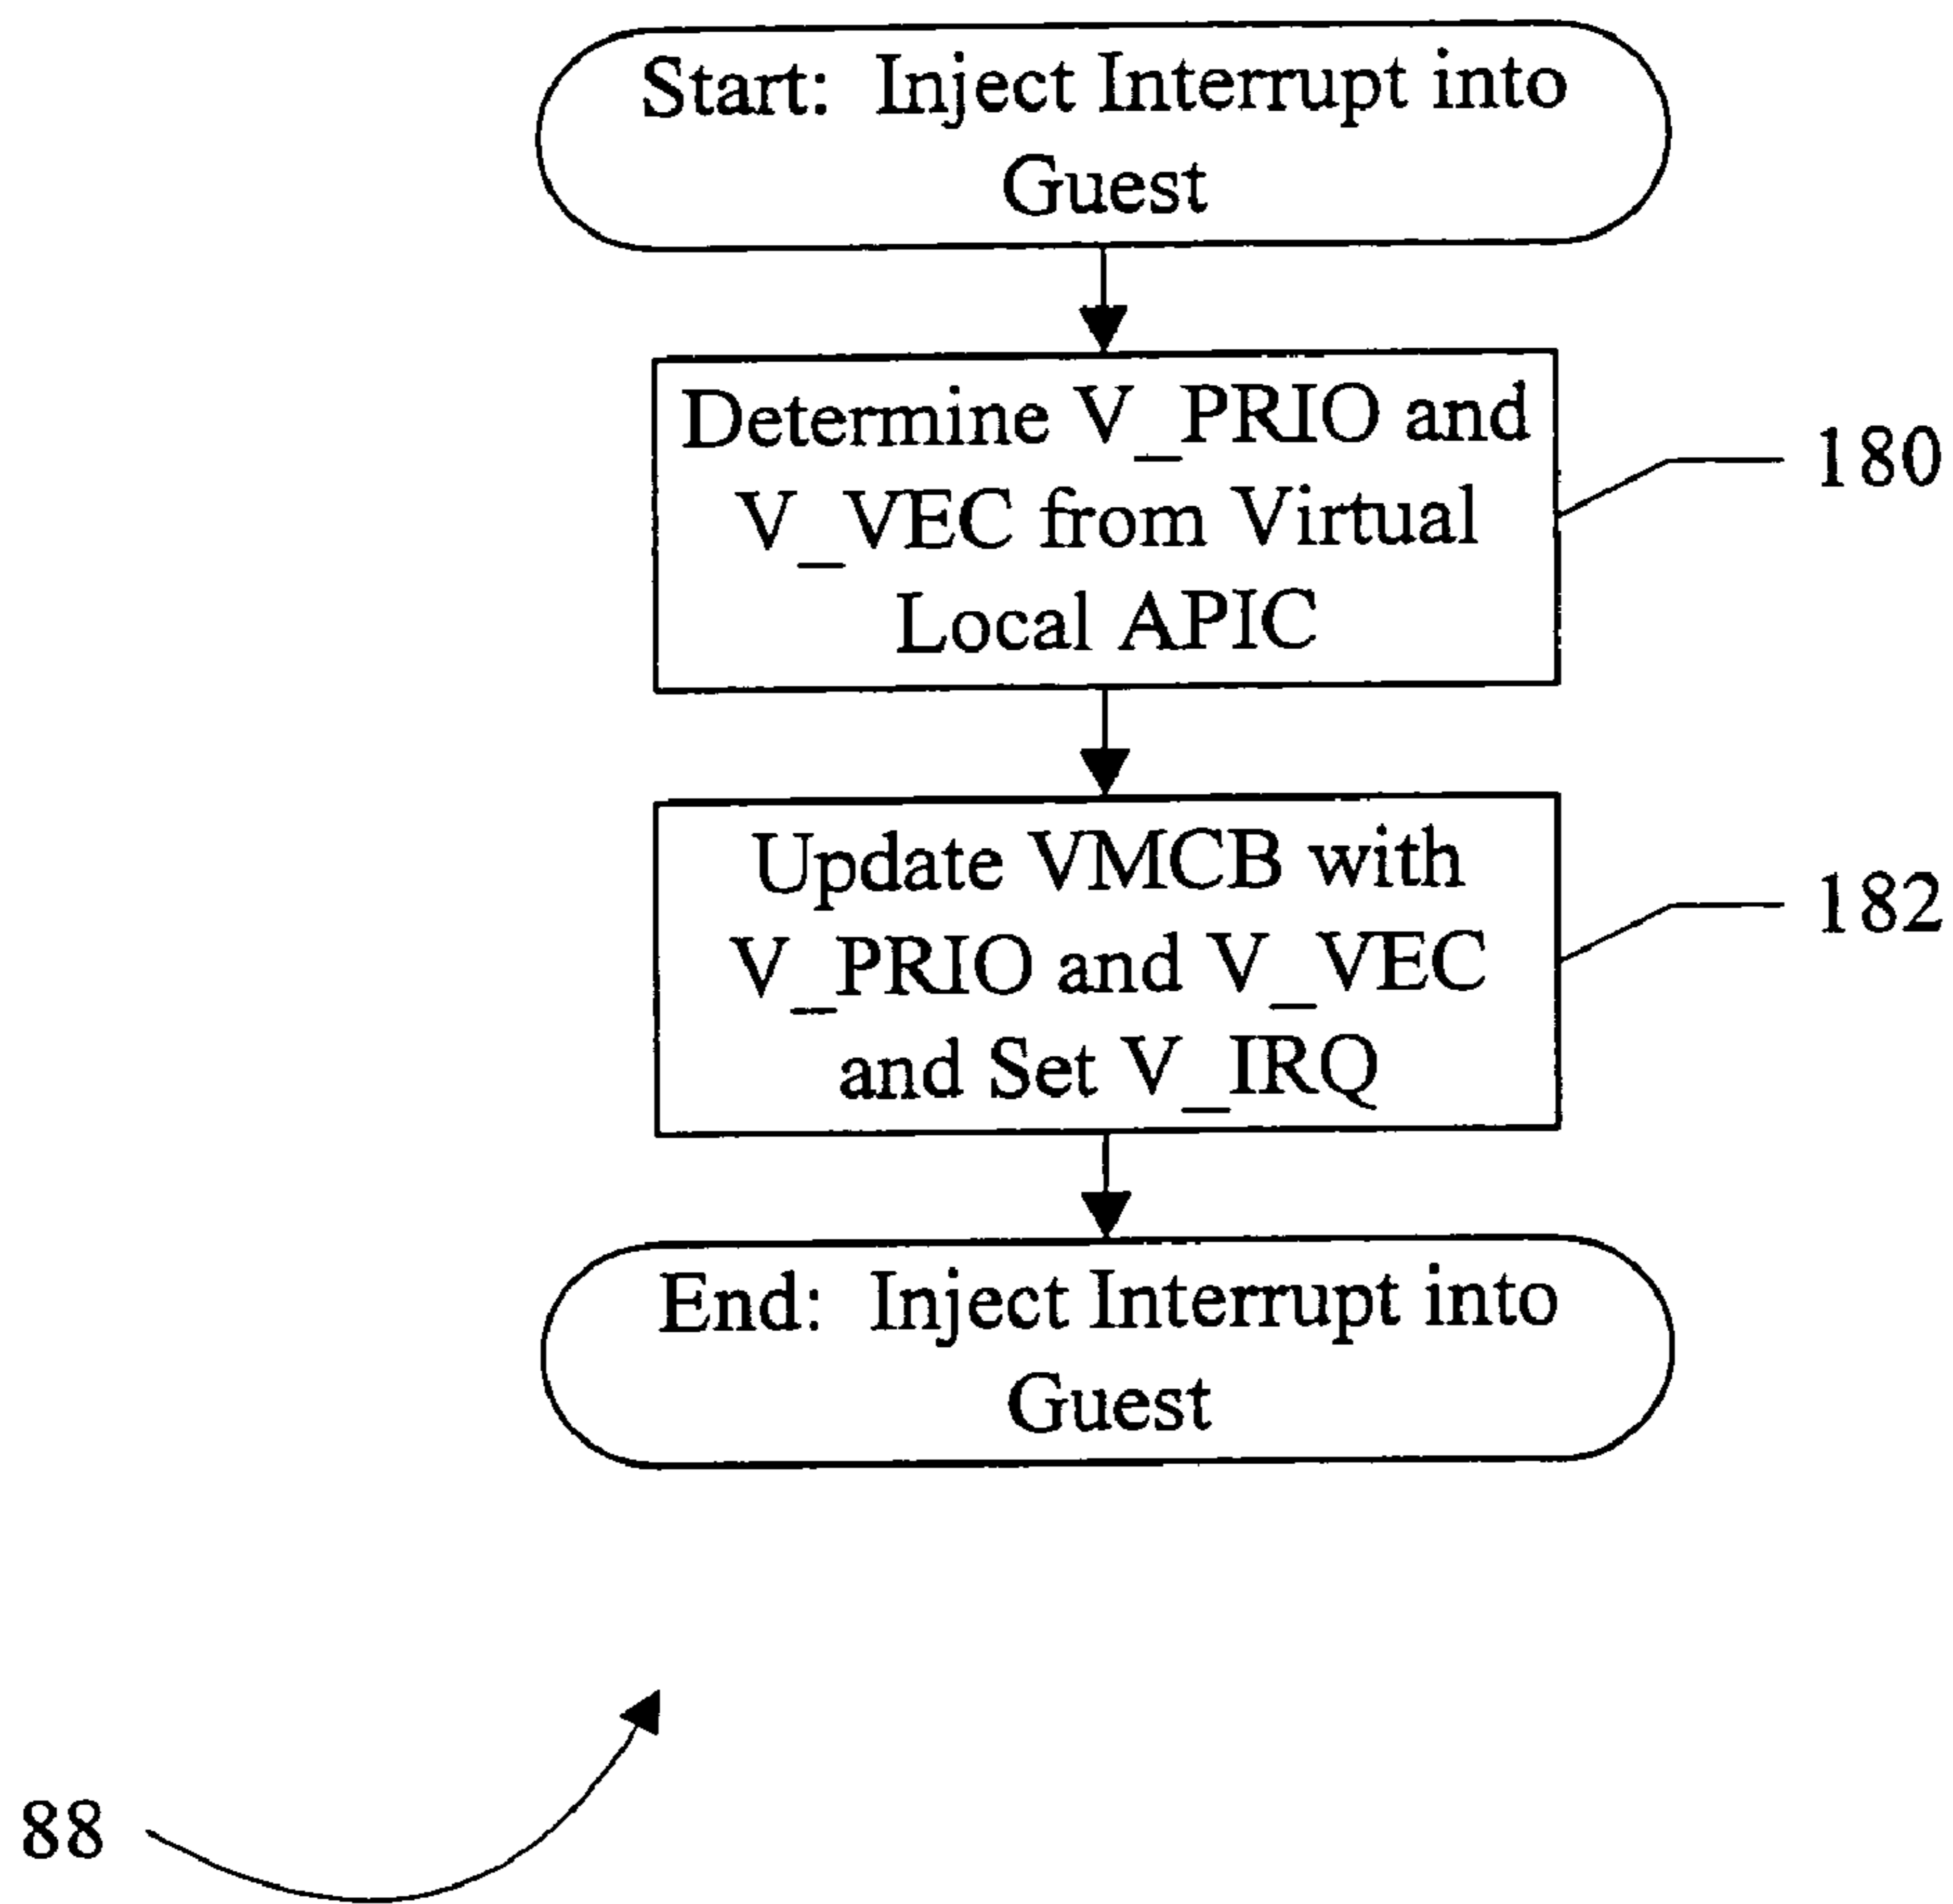 Start: Inject Interrupt into
Guest
Determine V_PRIO and
V_VEC from Virtual
Local APIC
180
Update VMCB with
V_PRIO and V_VEC
and Set V_IRQ
182
End: Inject Interrupt into
Guest
88